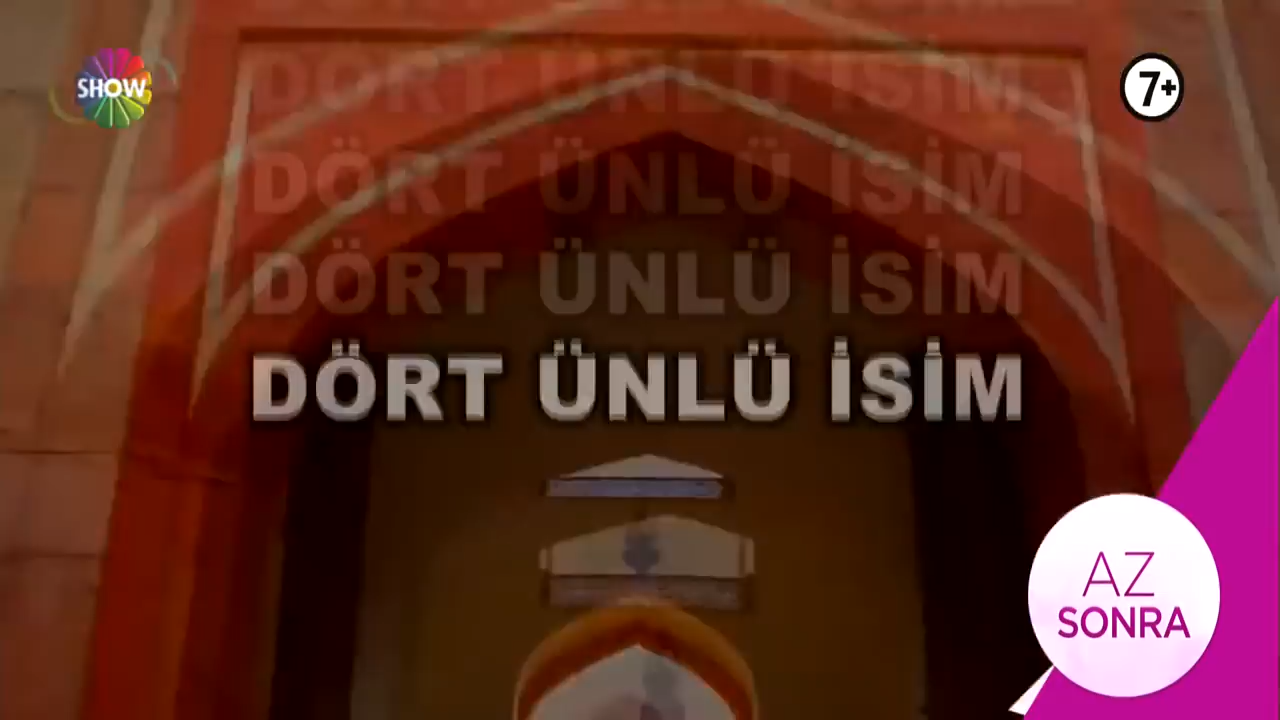 SHOW
7+
DÖRT ÜNLÜ İSİM
DÖRT ÜNLÜ İSİM
DÖRT ÜNLÜ İSİM
DÖRT ÜNLÜ İSİM
AZ
SONRA